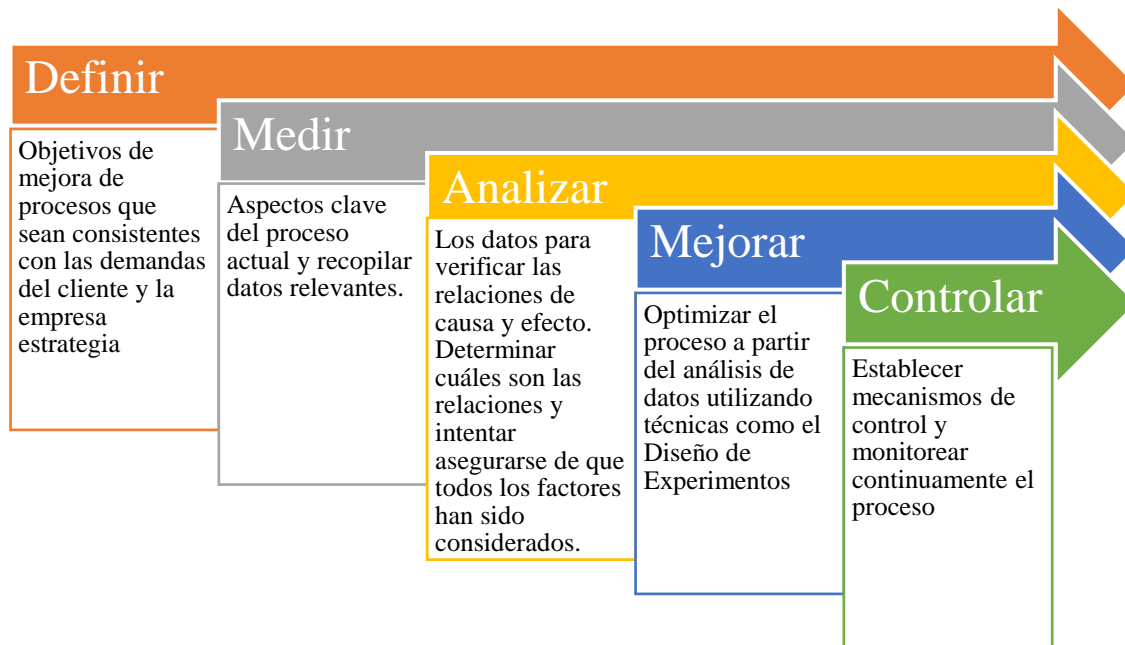 Definir
Objetivos de
mejora de
procesos que
sean consistentes
con las demandas
del cliente y la
empresa
estrategia
Medir
Aspectos clave
del proceso
actual y recopilar
datos relevantes.
Analizar
Los datos para
verificar las
relaciones de
causa y efecto.
Determinar
cuáles son las
relaciones y
intentar
asegurarse de que
todos los factores
han sido
considerados.
Mejorar
Optimizar el
proceso a partir
del análisis de
datos utilizando
técnicas como el
Diseño de
Experimentos
Controlar
Establecer
mecanismos de
control y
monitorear
continuamente el
proceso